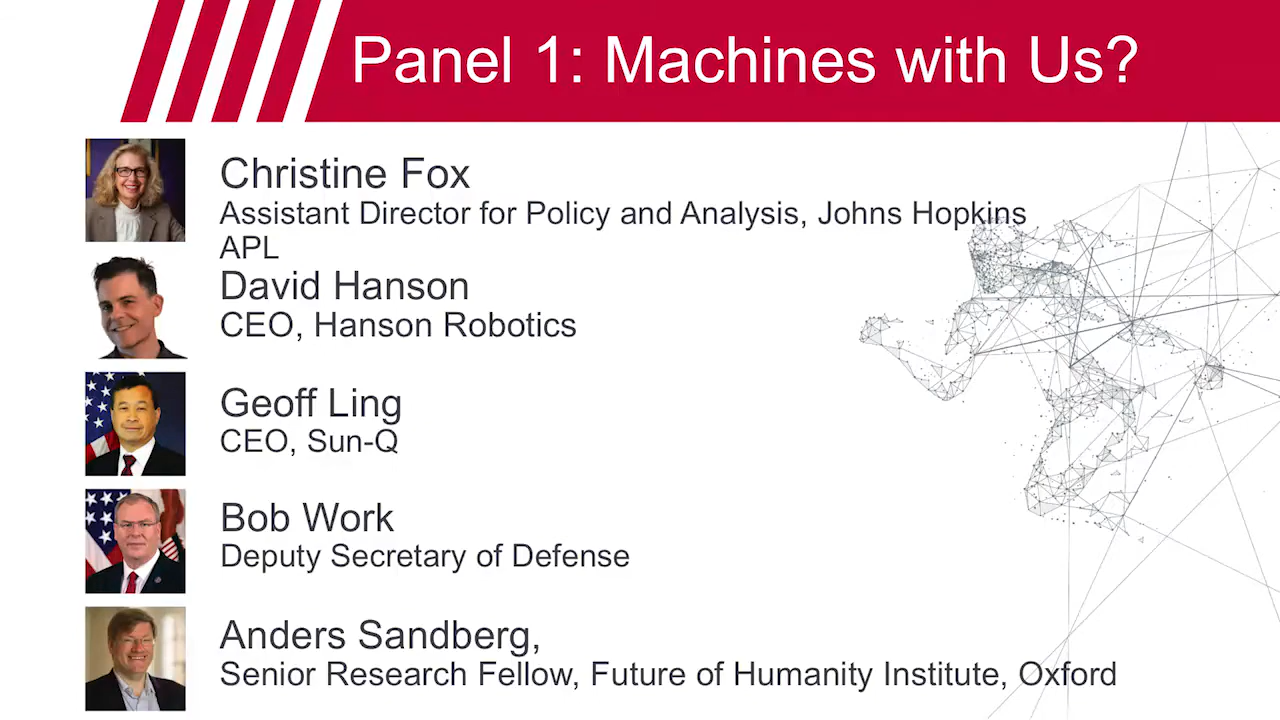 Panel 1: Machines with Us?
Christine Fox
Assistant Director for Policy and Analysis, Johns Hopkins
APL
David Hanson
CEO, Hanson Robotics
Geoff Ling
CEO, Sun-Q
Bob Work
Deputy Secretary of Defense
Anders Sandberg,
Senior Research Fellow, Future of Humanity Institute, Oxford